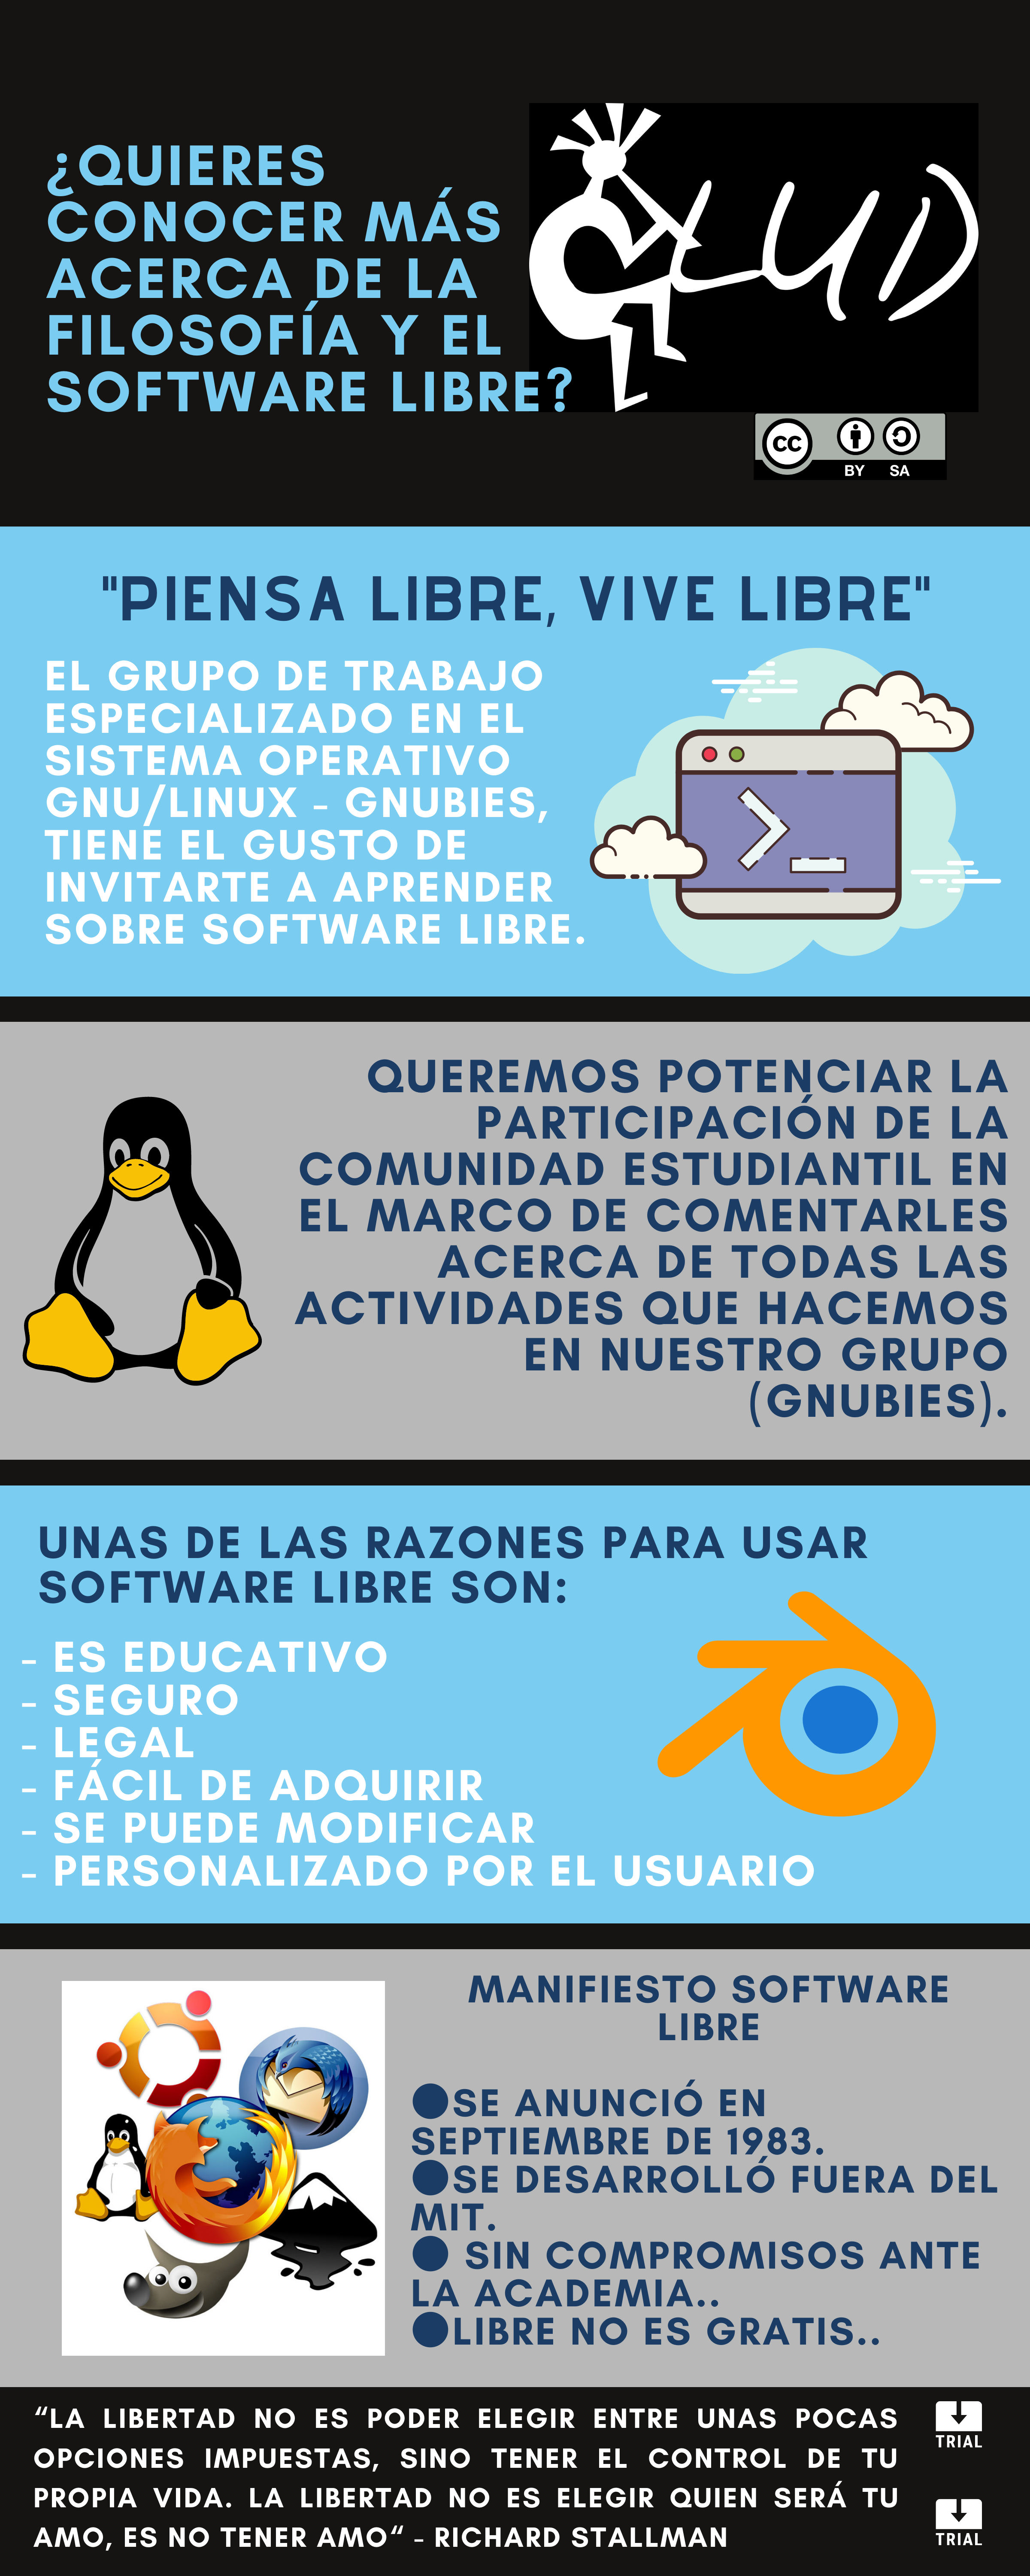 ¿QUIERES
CONOCER MÁS
ACERCA DE LA
FILOSOFÍA Y EL
SOFTWARE LIBRE?
GLUD
CC
BY SA
"PIENSA LIBRE, VIVE LIBRE"
EL GRUPO DE TRABAJO
ESPECIALIZADO EN EL
SISTEMA OPERATIVO
GNU/LINUX - GNUBIES,
TIENE EL GUSTO DE
INVITARTE A APRENDER
SOBRE SOFTWARE LIBRE.
QUEREMOS POTENCIAR LA
PARTICIPACIÓN DE LA
COMUNIDAD ESTUDIANTIL EN
EL MARCO DE COMENTARLES
ACERCA DE TODAS LAS
ACTIVIDADES QUE HACEMOS
EN NUESTRO GRUPO
(GNUBIES).
UNAS DE LAS RAZONES PARA USAR
SOFTWARE LIBRE SON:
- ES EDUCATIVO
- SEGURO
- LEGAL
- FÁCIL DE ADQUIRIR
- SE PUEDE MODIFICAR
- PERSONALIZADO POR EL USUARIO
MANIFIESTO SOFTWARE
LIBRE
●SE ANUNCIÓ EN
SEPTIEMBRE DE 1983.
●SE DESARROLLÓ FUERA DEL
MIT.
● SIN COMPROMISOS ANTE
LA ACADEMIA..
●LIBRE NO ES GRATIS..
“LA LIBERTAD NO ES PODER ELEGIR ENTRE UNAS POCAS
OPCIONES IMPUESTAS, SINO TENER EL CONTROL DE TU
PROPIA VIDA. LA LIBERTAD NO ES ELEGIR QUIEN SERÁ TU
AMO, ES NO TENER AMO“ - RICHARD STALLMAN
TRIAL
TRIAL